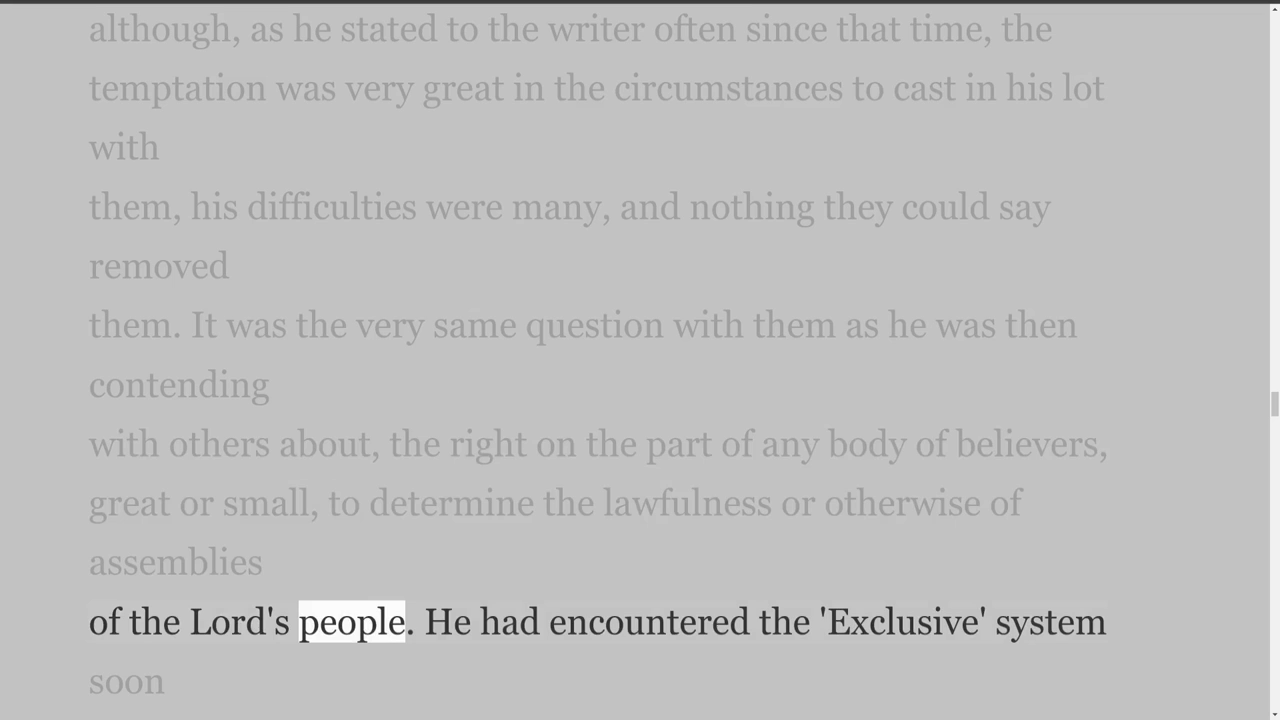 although, as he stated to the writer often since that time, the
temptation was very great in the circumstances to cast in his lot
with
them, his difficulties were many, and nothing they could say
removed
them. It was the very same question with them as he was then
contending
with others about, the right on the part of any body of believers,
great or small, to determine the lawfulness or otherwise of
assemblies
of the Lord's people. He had encountered the 'Exclusive' system
soon